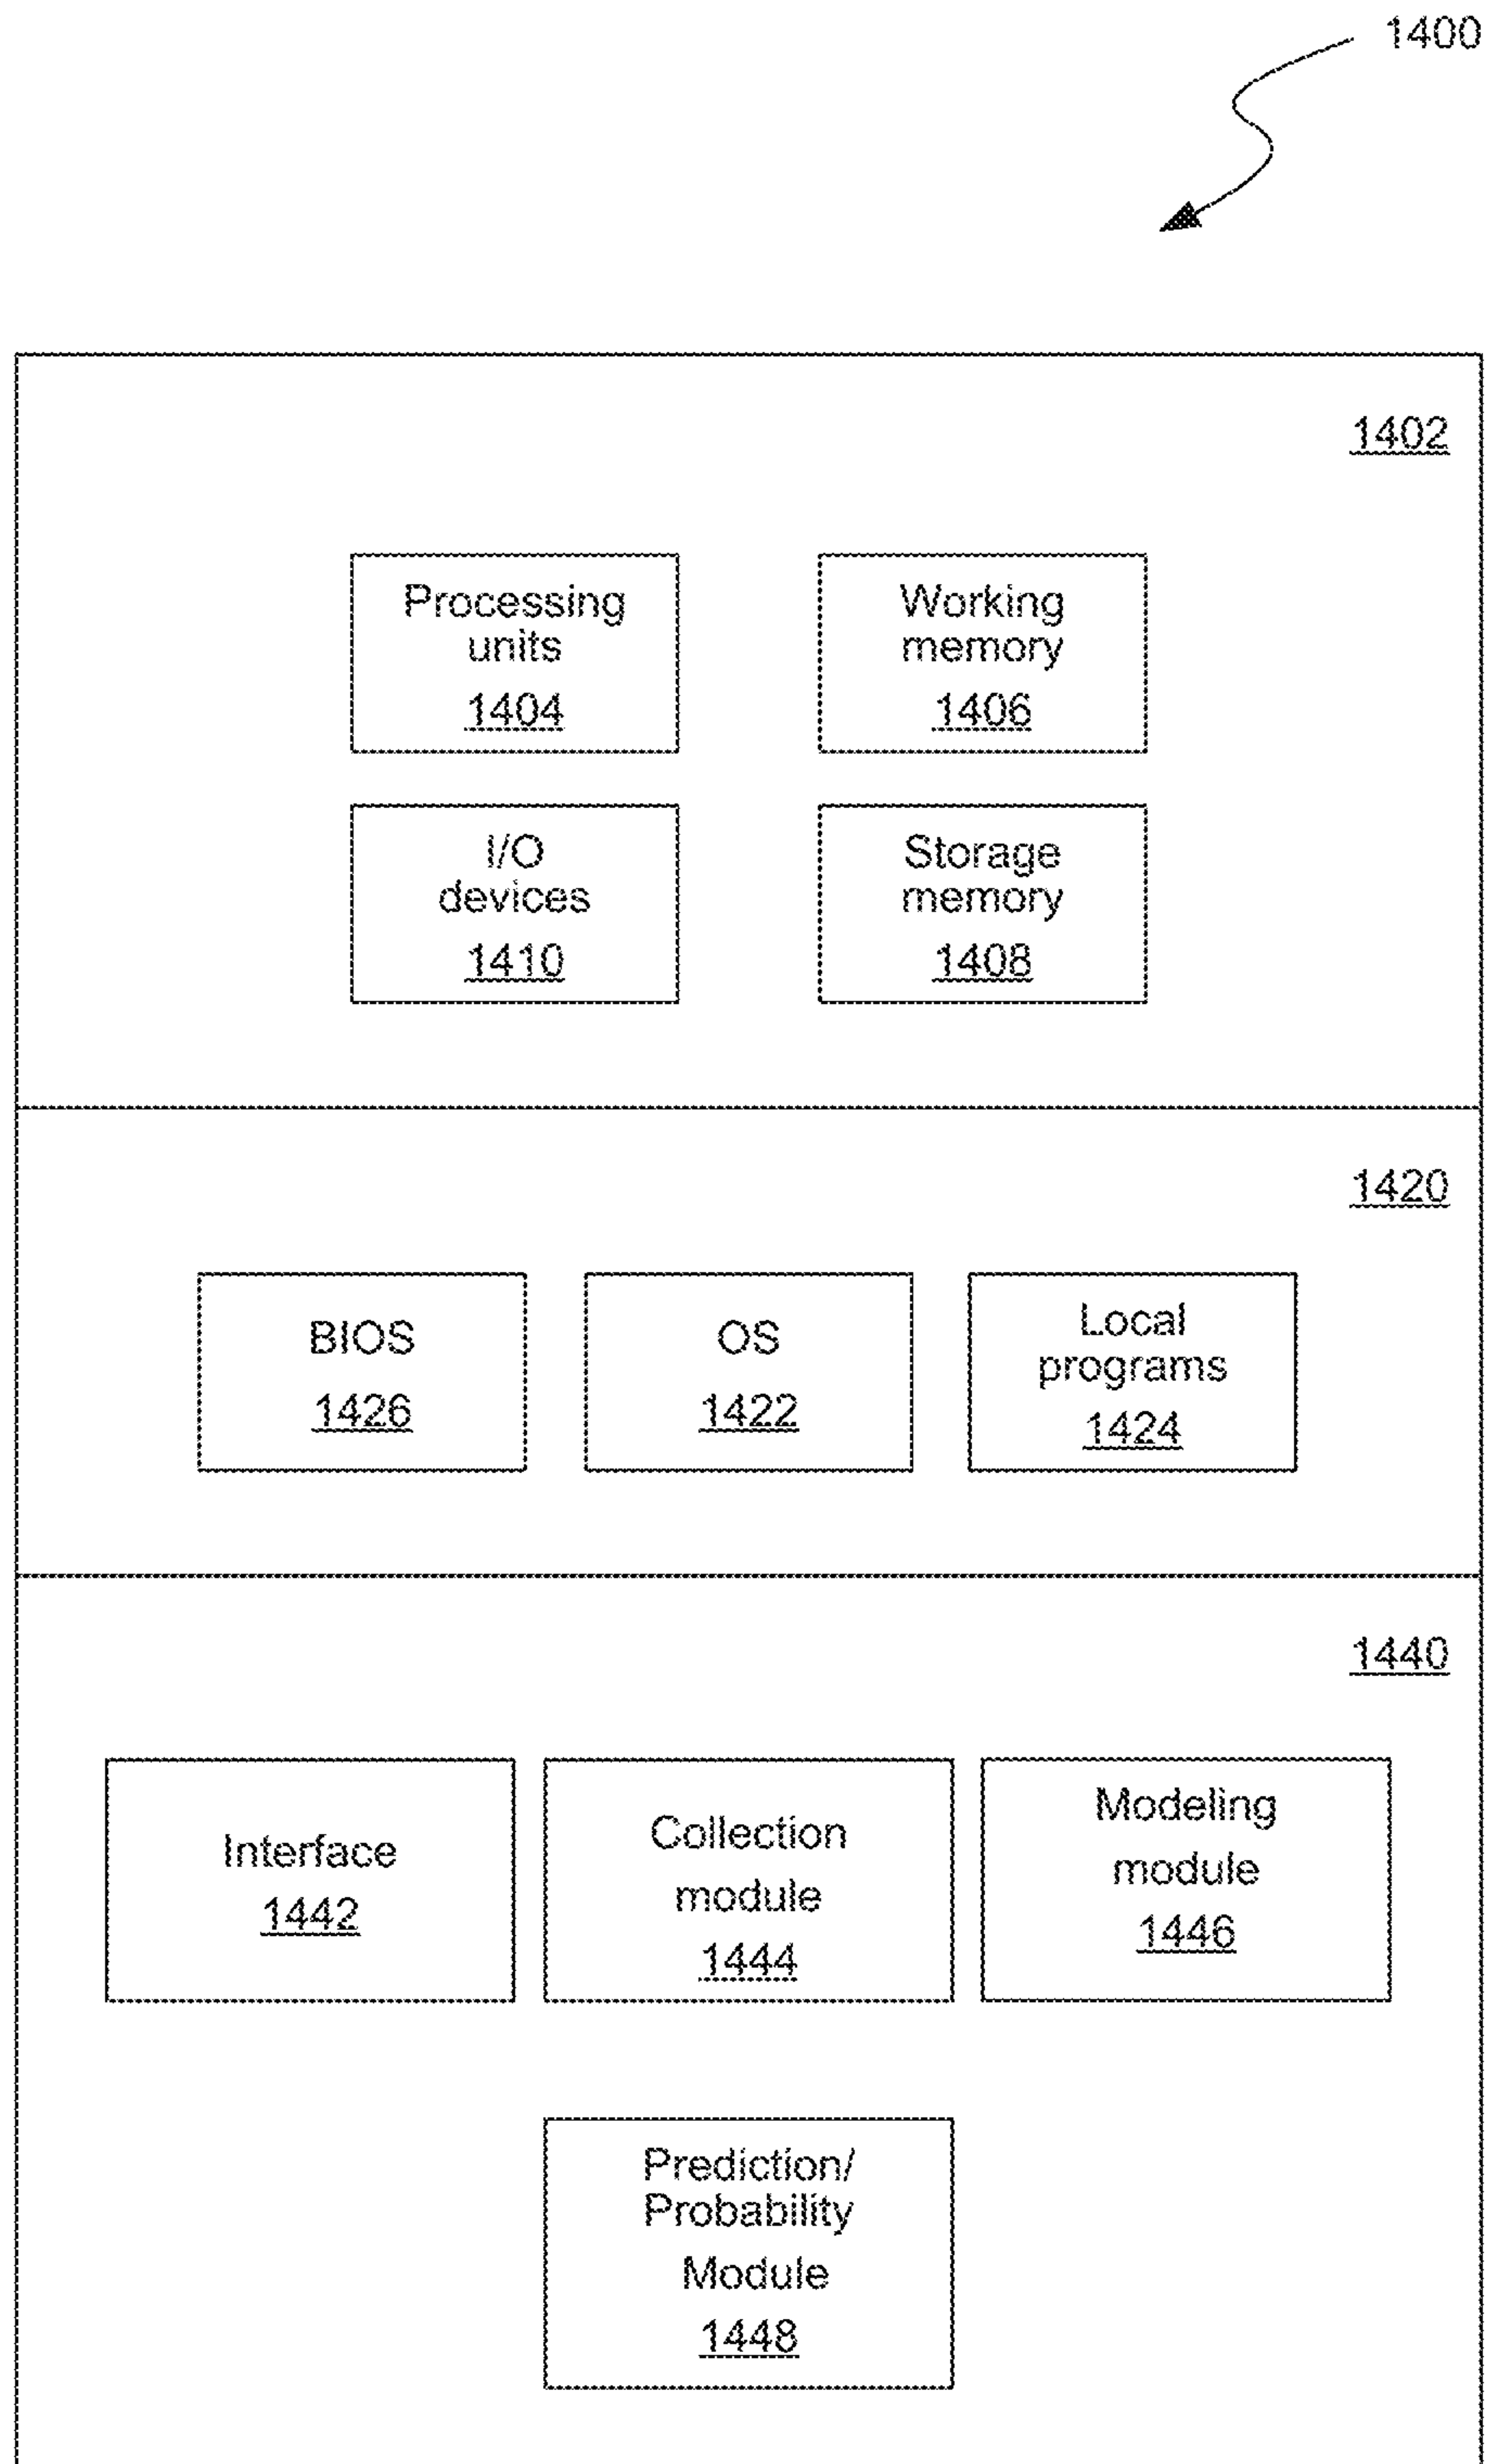 1400
1402
Processing
units
1404
Working
memory
1406
I/O
devices
1410
Storage
memory
1408
1420
BIOS
1426
OS
1422
Local
programs
1424
1440
Interface
1442
Collection
module
1444
Modeling
module
1446
Prediction/
Probability
Module
1448